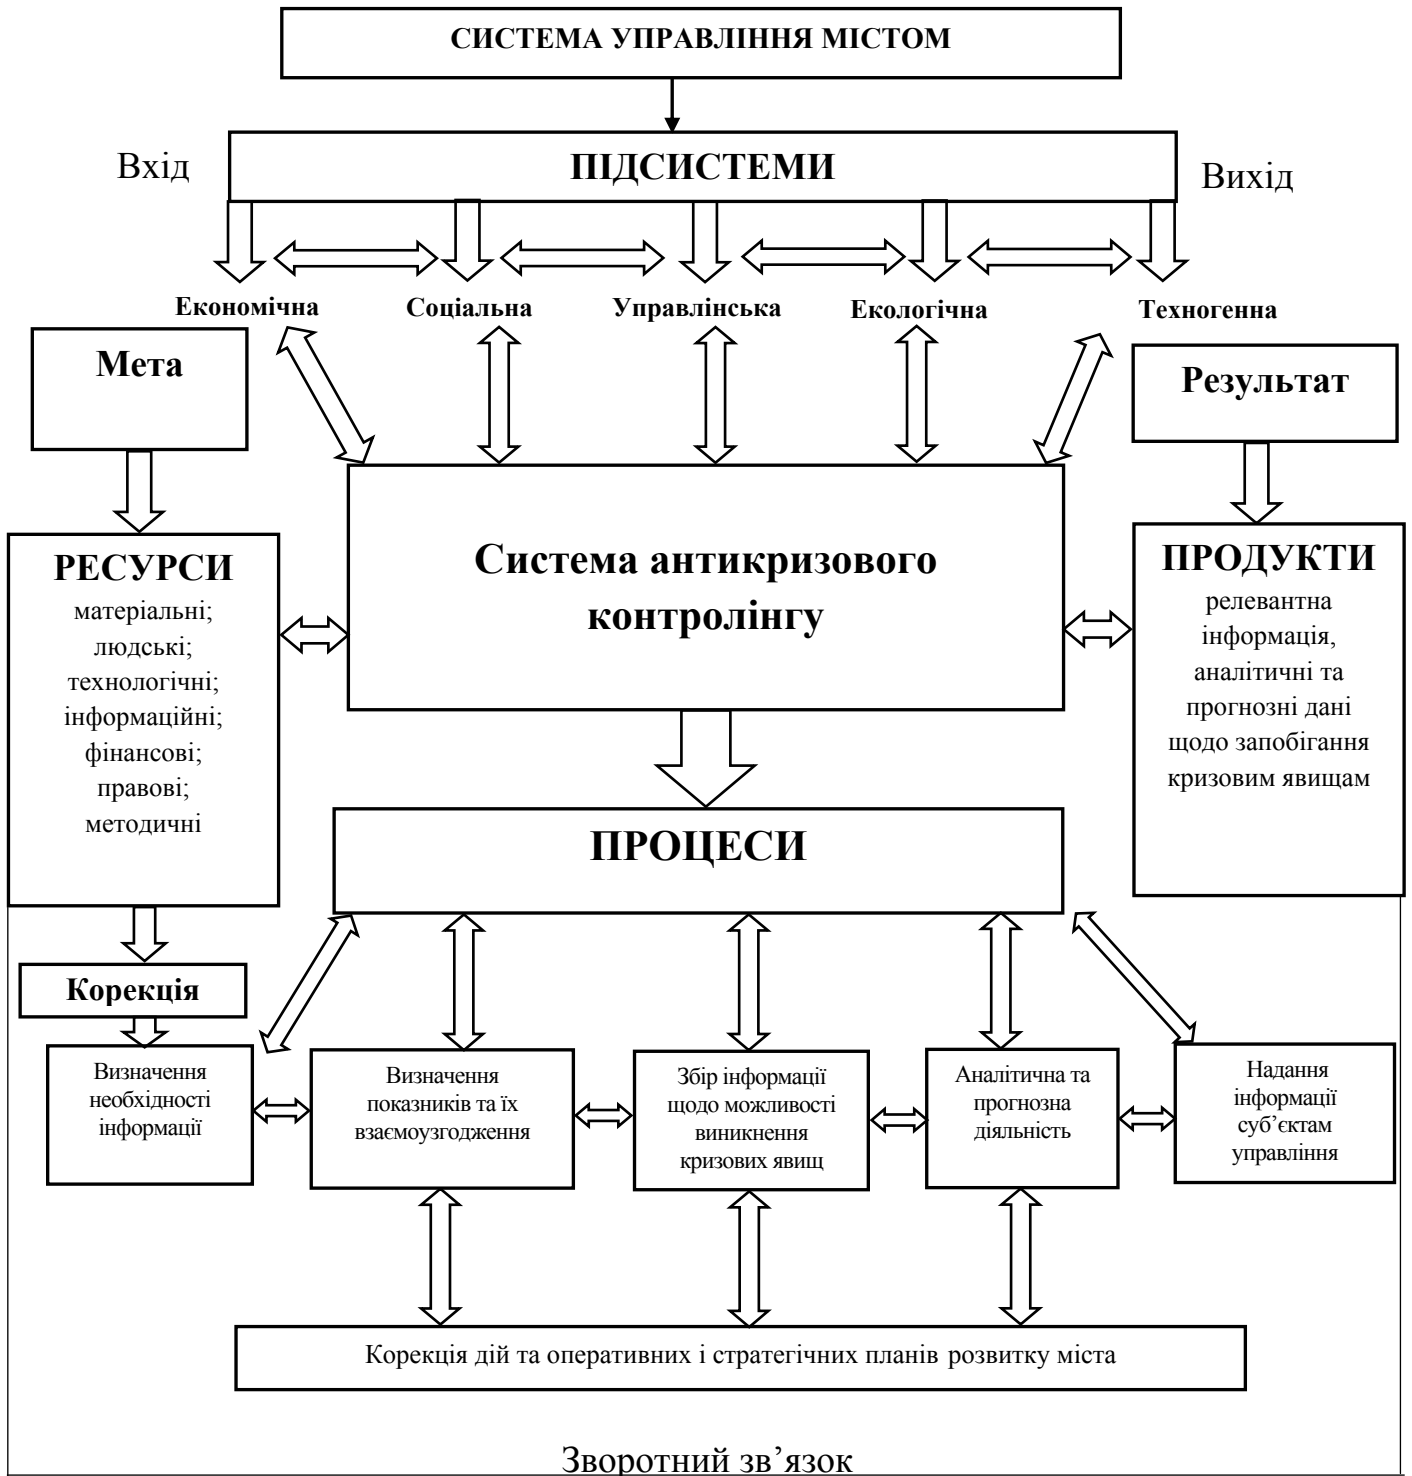 СИСТЕМА УПРАВЛІННЯ МІСТОМ
Вхід
ПІДСИСТЕМИ
Вихід
Економічна
Соціальна
Управлінська
Екологічна
Техногенна
Мета
Результат
РЕСУРСИ
матеріальні;
людські;
технологічні;
інформаційні;
фінансові;
правові;
методичні
Система антикризового
контролінгу
ПРОДУКТИ
релевантна
інформація,
аналітичні та
прогнозні дані
щодо запобігання
кризовим явищам
ПРОЦЕСИ
Корекція
Визначення
необхідності
інформації
Визначення
показників та їх
взаємоузгодження
Збір інформації
щодо можливості
виникнення
кризових явищ
Аналітична та
прогнозна
діяльність
Надання
інформації
суб’єктам
управління
Корекція дій та оперативних і стратегічних планів розвитку міста
Зворотний зв’язок